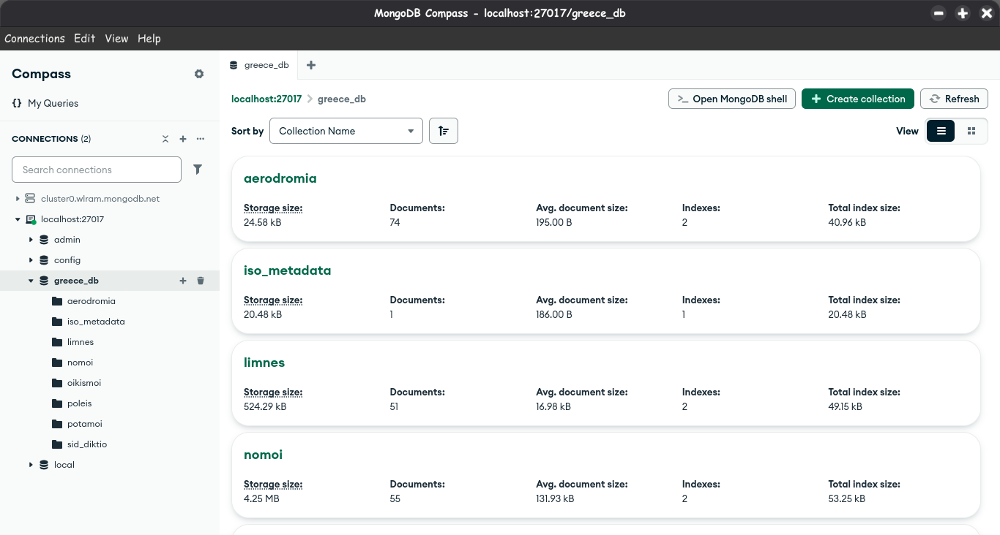 MongoDB Compass - localhost:27017/greece_db
Connections Edit View Help
Compass
{} My Queries
CONNECTIONS (2)
Search connections
cluster0.wlram.mongodb.net
localhost:27017
admin
config
greece_db
aerodromia
iso_metadata
limnes
nomoi
oikismoi
poleis
potamoi
sid_diktio
local
greece_db
localhost:27017 > greece_db
>_ Open MongoDB shell
Create collection
Refresh
Sort by Collection Name
View
aerodromia
Storage size: Documents: Avg. document size: Indexes: Total index size:
24.58 kB 74 195.00 B 2 40.96 kB
iso_metadata
Storage size: Documents: Avg. document size: Indexes: Total index size:
20.48 kB 1 186.00 B 1 20.48 kB
limnes
Storage size: Documents: Avg. document size: Indexes: Total index size:
524.29 kB 51 16.98 kB 2 49.15 kB
nomoi
Storage size: Documents: Avg. document size: Indexes: Total index size:
4.25 MB 55 131.93 kB 2 53.25 kB